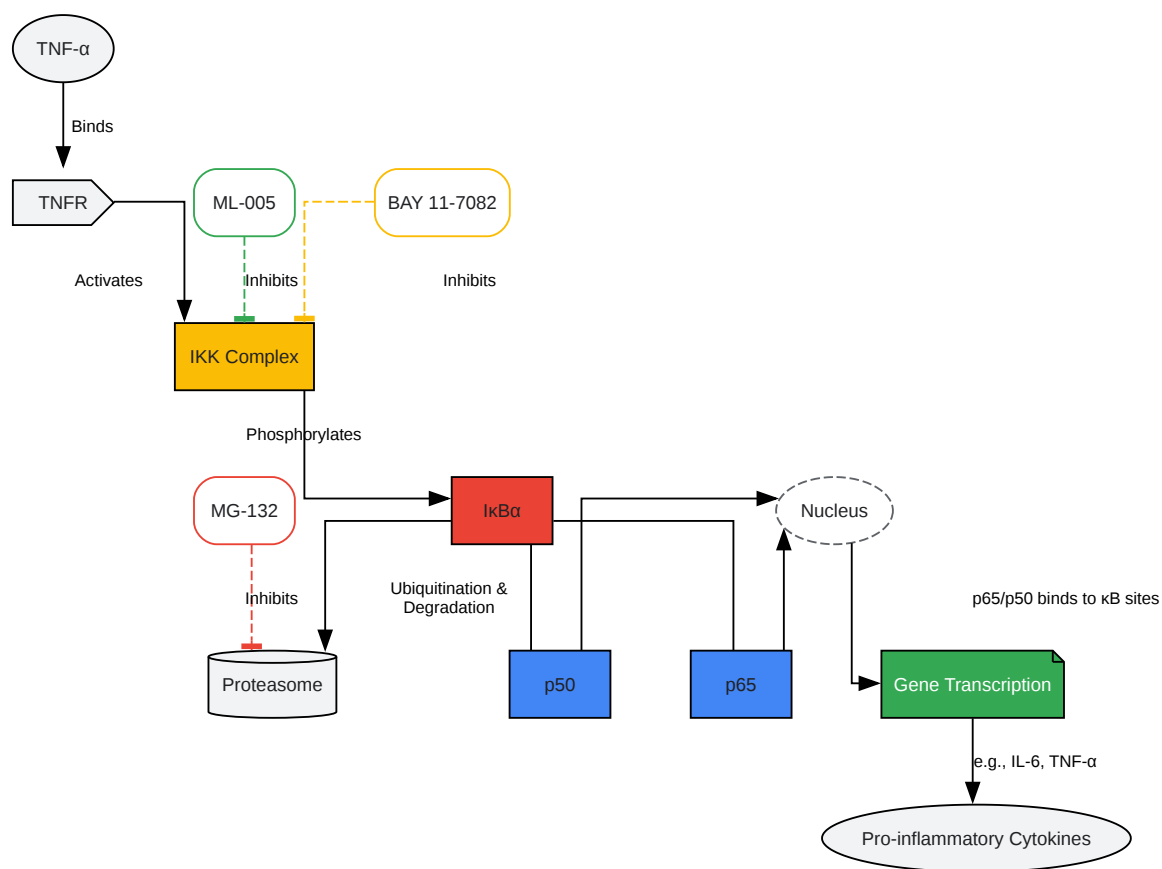 TNF-α
Binds
TNFR
ML-005
BAY 11-7082
Activates
Inhibits
Inhibits
IKK Complex
Phosphorylates
MG-132
IκBα
Nucleus
Inhibits
Ubiquitination &
Degradation
p65/p50 binds to κB sites
Proteasome
p50
p65
Gene Transcription
e.g., IL-6, TNF-α
Pro-inflammatory Cytokines